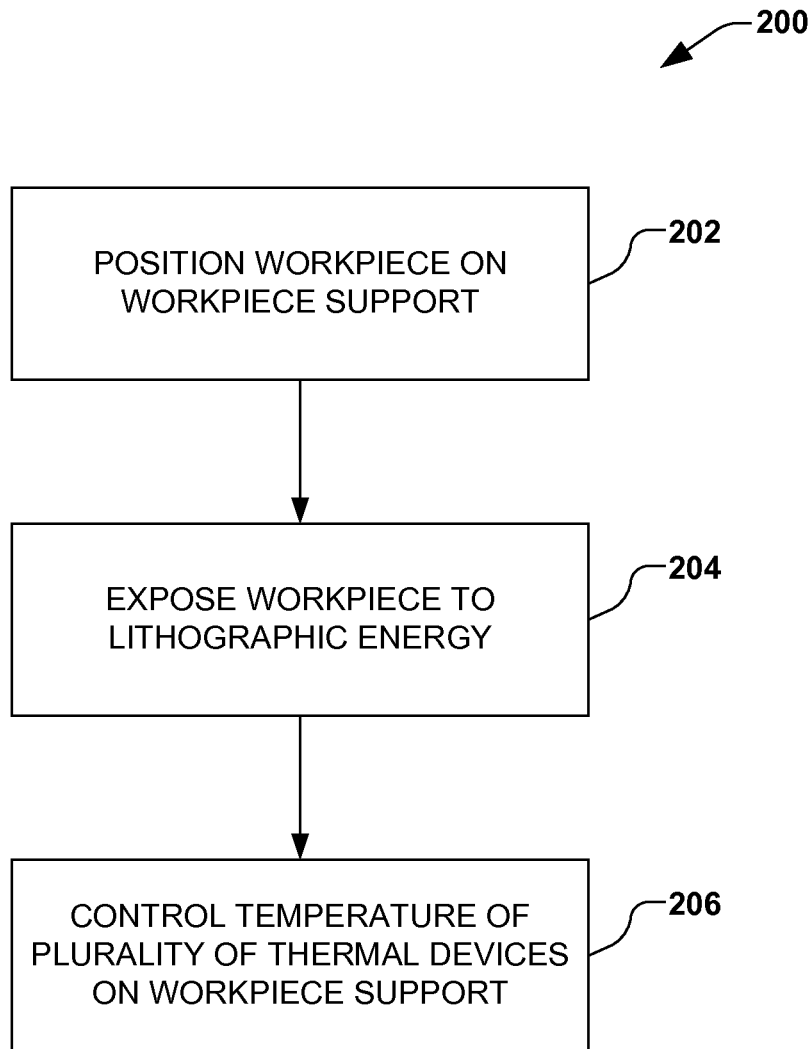 200
POSITION WORKPIECE ON
WORKPIECE SUPPORT
202
EXPOSE WORKPIECE TO
LITHOGRAPHIC ENERGY
204
CONTROL TEMPERATURE OF
PLURALITY OF THERMAL DEVICES
ON WORKPIECE SUPPORT
206